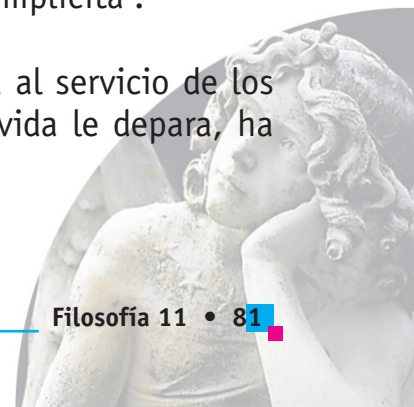 implícita".
al servicio de los
vida le depara, ha
Filosofía 11 • 81